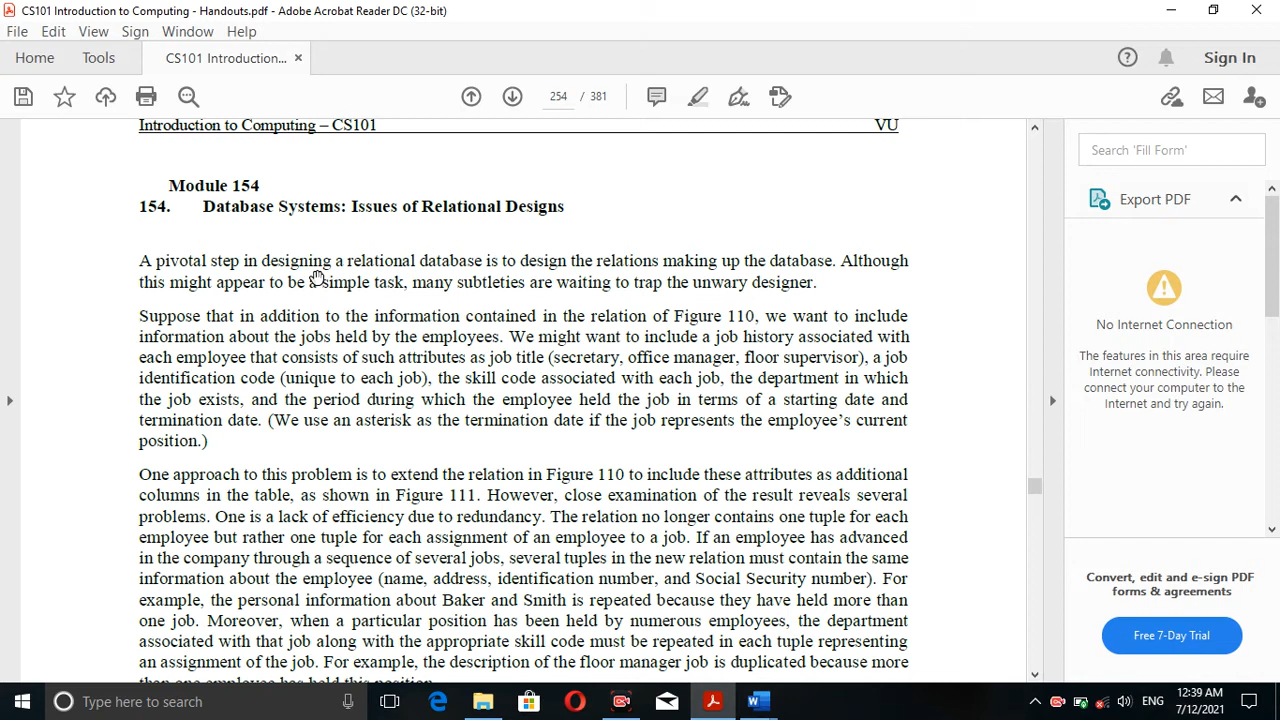 CS101 Introduction to Computing - Handouts.pdf - Adobe Acrobat Reader DC (32-bit)
File Edit View Sign Window Help
Home Tools CS101 Introduction... × Sign In
254 / 381
Introduction to Computing – CS101 VU
Module 154
154. Database Systems: Issues of Relational Designs
A pivotal step in designing a relational database is to design the relations making up the database. Although
this might appear to be a simple task, many subtleties are waiting to trap the unwary designer.
Suppose that in addition to the information contained in the relation of Figure 110, we want to include
information about the jobs held by the employees. We might want to include a job history associated with
each employee that consists of such attributes as job title (secretary, office manager, floor supervisor), a job
identification code (unique to each job), the skill code associated with each job, the department in which
the job exists, and the period during which the employee held the job in terms of a starting date and
termination date. (We use an asterisk as the termination date if the job represents the employee’s current
position.)
One approach to this problem is to extend the relation in Figure 110 to include these attributes as additional
columns in the table, as shown in Figure 111. However, close examination of the result reveals several
problems. One is a lack of efficiency due to redundancy. The relation no longer contains one tuple for each
employee but rather one tuple for each assignment of an employee to a job. If an employee has advanced
in the company through a sequence of several jobs, several tuples in the new relation must contain the same
information about the employee (name, address, identification number, and Social Security number). For
example, the personal information about Baker and Smith is repeated because they have held more than
one job. Moreover, when a particular position has been held by numerous employees, the department
associated with that job along with the appropriate skill code must be repeated in each tuple representing
an assignment of the job. For example, the description of the floor manager job is duplicated because more
than one employee has held this position.
Search 'Fill Form'
Export PDF
No Internet Connection
The features in this area require
Internet connectivity. Please
connect your computer to the
Internet and try again.
Convert, edit and e-sign PDF
forms & agreements
Free 7-Day Trial
Type here to search
ENG
12:39 AM
7/12/2021